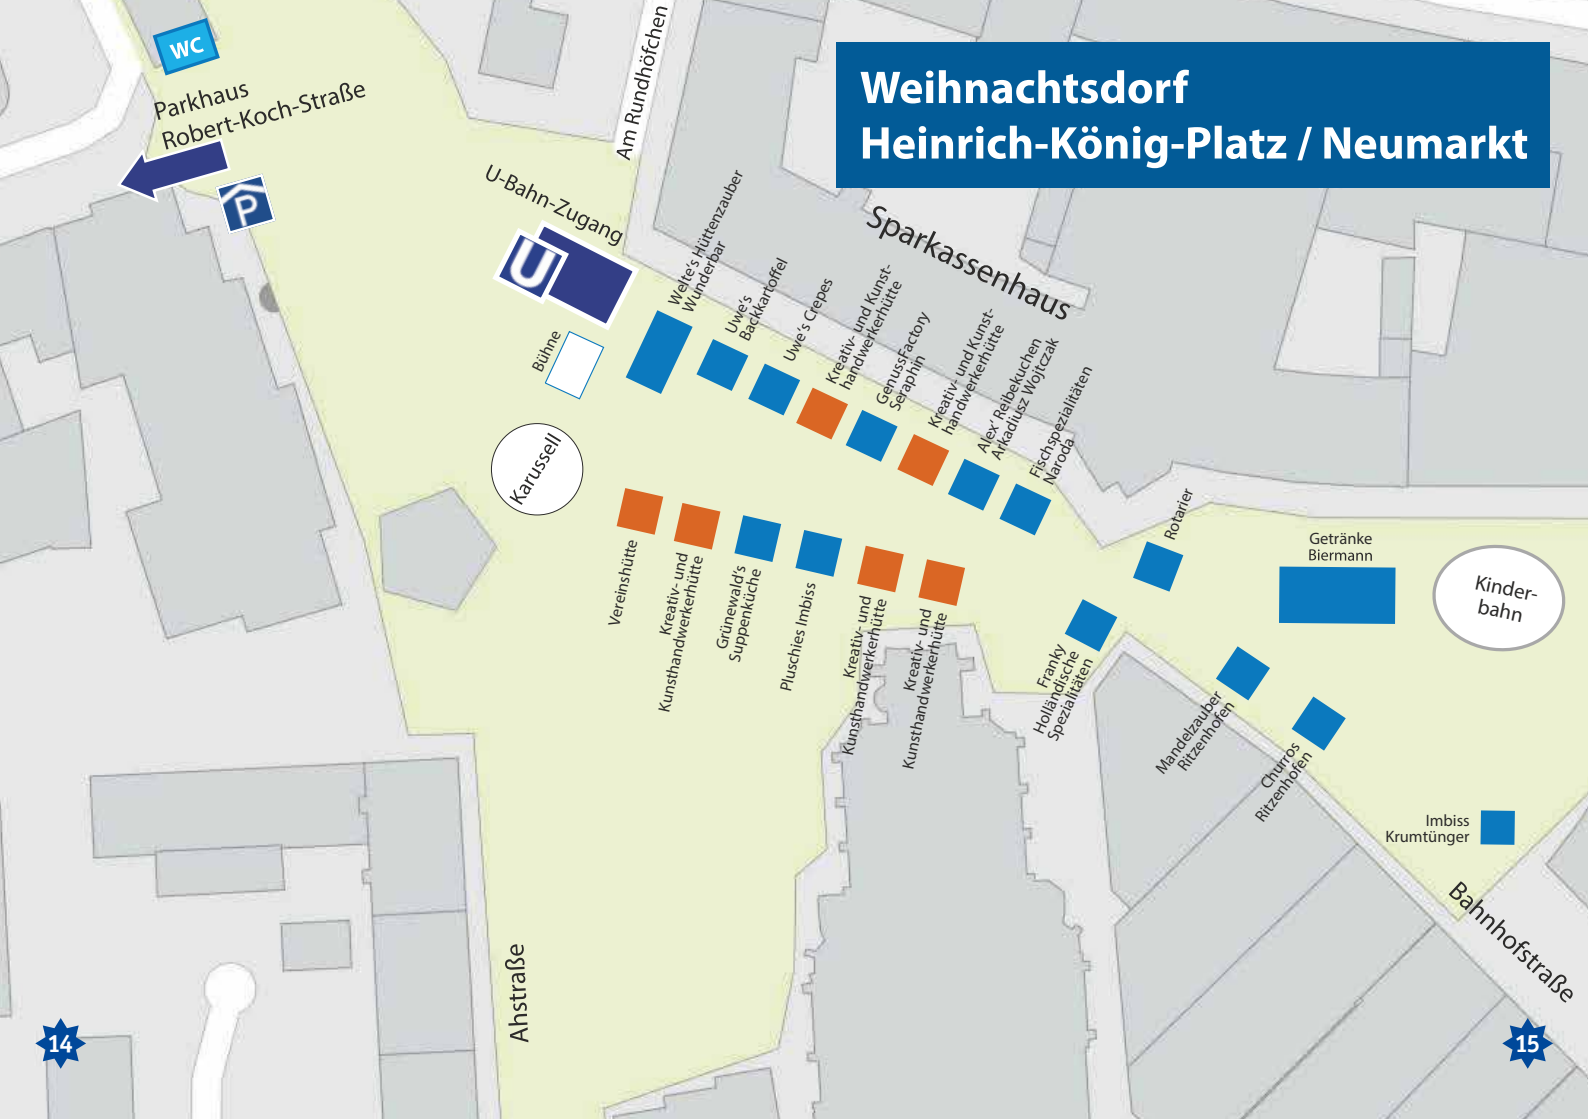 Weihnachtsdorf
Heinrich-König-Platz / Neumarkt
WC
Parkhaus
Robert-Koch-Straße
P
Am Rundhöfchen
U-Bahn-Zugang
U
Sparkassenhaus
Bühne
Karussell
Welte's Hüttenzauber
Wunderbar
Uwe's
Backkartoffel
Uwe's Crepes
Kreativ- und Kunst-
handwerkerhütte
GenussFactory
Seraphin
Kreativ- und Kunst-
handwerkerhütte
Alex' Reibekuchen
Arkadiusz Wojtczak
Fischspezialitäten
Naroda
Vereinshütte
Kreativ- und
Kunsthandwerkerhütte
Grünewald's
Suppenküche
Pluschies Imbiss
Kreativ- und
Kunsthandwerkerhütte
Kreativ- und
Kunsthandwerkerhütte
Rotarier
Franky
Holländische
Spezialitäten
Getränke
Biermann
Kinder-
bahn
Mandelzauber
Ritzenhofen
Churros
Ritzenhofen
Imbiss
Krumtünger
Bahnhofstraße
Ahstraße
14
15